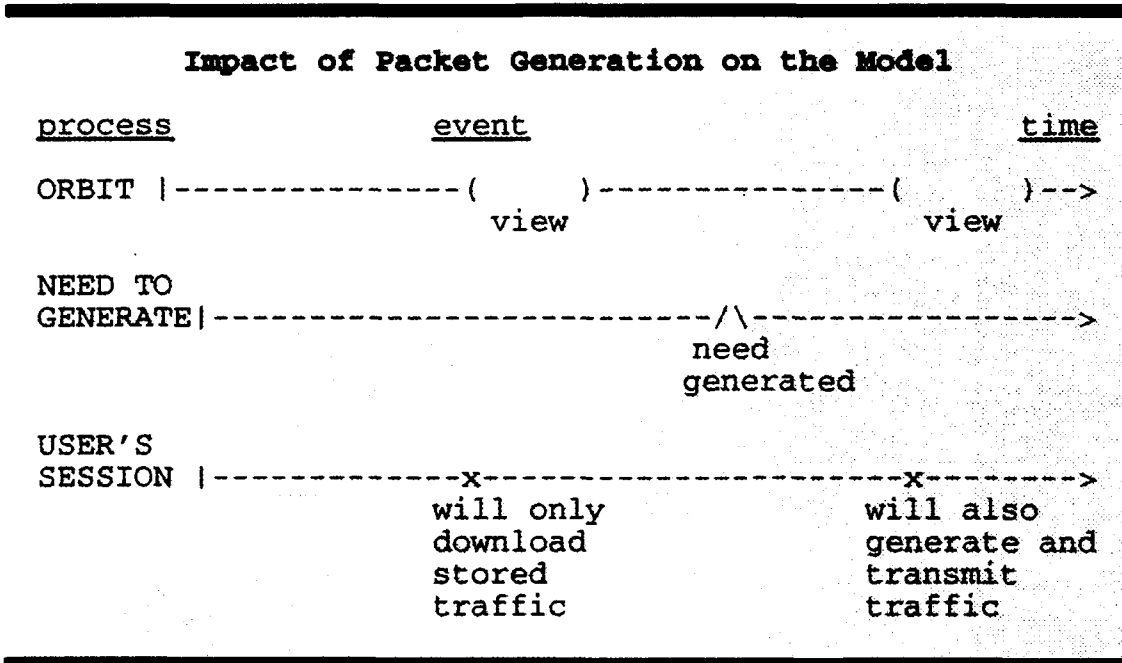 Impact of Packet Generation on the Model
process event time
ORBIT |---------------( )---------------( )-->
view view
NEED TO
GENERATE|--------------------------/\----------------->
need
generated
USER'S
SESSION |-------------x----------------------x-------->
will only will also
download generate and
stored transmit
traffic traffic